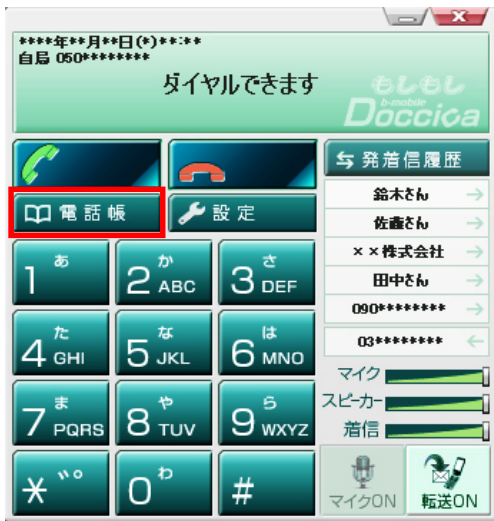 ****年**月**日(*)**:**
自局 050********
ダイヤルできます
もしもし
b-mobile
Doccica
発着信履歴
電話帳
設定
鈴木さん
佐藤さん
××株式会社
田中さん
090********
03********
1 あ
2 か ABC
3 さ DEF
4 た GHI
5 な JKL
6 は MNO
7 ま PQRS
8 や TUV
9 ら WXYZ
* ゛゜
0 わ
#
マイク
スピーカー
着信
マイクON
転送ON